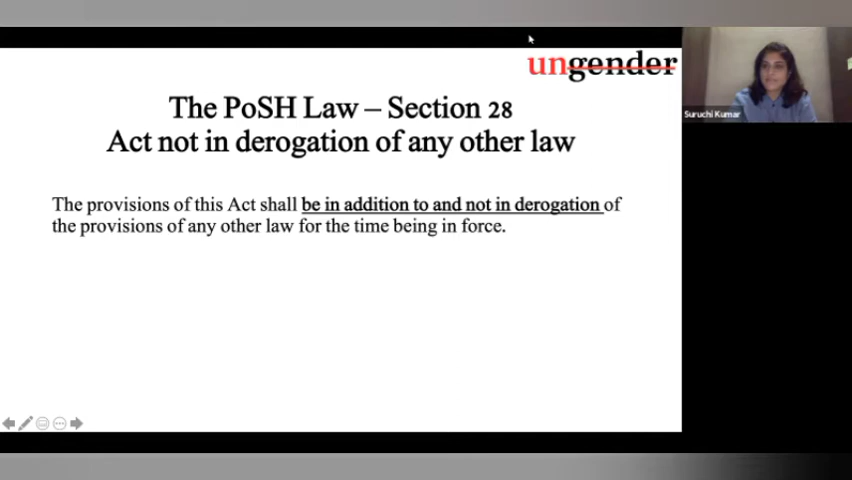 ungender
The PoSH Law – Section 28
Act not in derogation of any other law
Suruchi Kumar
The provisions of this Act shall be in addition to and not in derogation of
the provisions of any other law for the time being in force.